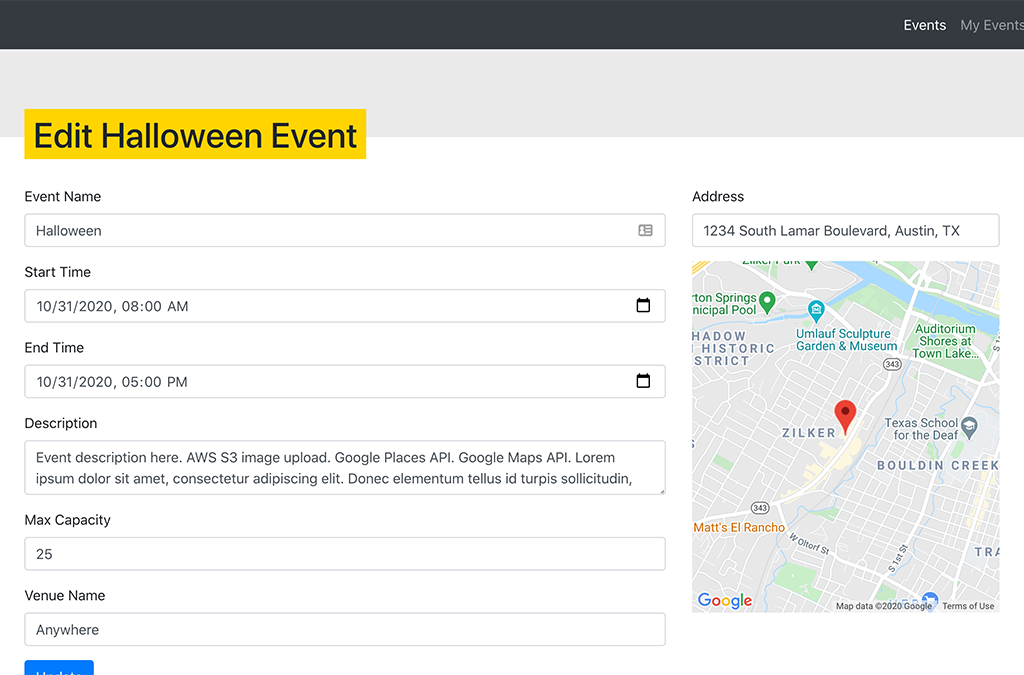 Events My Events
Edit Halloween Event
Event Name
Halloween
Start Time
10/31/2020, 08:00 AM
End Time
10/31/2020, 05:00 PM
Description
Event description here. AWS S3 image upload. Google Places API. Google Maps API. Lorem
ipsum dolor sit amet, consectetur adipiscing elit. Donec elementum tellus id turpis sollicitudin,
Max Capacity
25
Venue Name
Anywhere
Update
Address
1234 South Lamar Boulevard, Austin, TX
Zilker Park
rton Springs
nicipal Pool
Umlauf Sculpture
Garden & Museum
Auditorium
Shores at
Town Lake...
HADOW
HISTORIC
STRICT
343
ZILKER
Texas School
for the Deaf
BOULDIN CREEK
343
Matt's El Rancho
W Oltorf St
S 1st St
TRA
Google
Map data ©2020 Google
Terms of Use